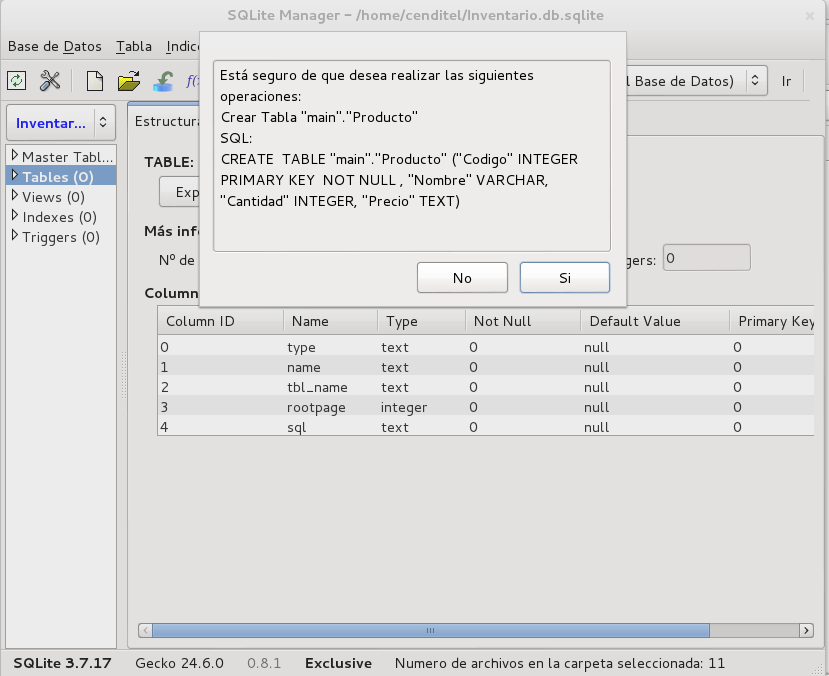 SQLite Manager – /home/cenditel/Inventario.db.sqlite
Base de Datos Tabla
Base de Datos) Ir
Inventar...
Master Tabl...
Tables (0)
Views (0)
Indexes (0)
Triggers (0)
TABLE:
Está seguro de que desea realizar las siguientes
operaciones:
Crear Tabla "main"."Producto"
SQL:
CREATE  TABLE "main"."Producto" ("Codigo" INTEGER
PRIMARY KEY  NOT NULL , "Nombre" VARCHAR,
"Cantidad" INTEGER, "Precio" TEXT)
No Si
Más
Nº de
0
Column ID Name Type Not Null Default Value Primary Key
0 type text 0 null 0
1 name text 0 null 0
2 tbl_name text 0 null 0
3 rootpage integer 0 null 0
4 sql text 0 null 0
SQLite 3.7.17 Gecko 24.6.0 0.8.1 Exclusive Numero de archivos en la carpeta seleccionada: 11